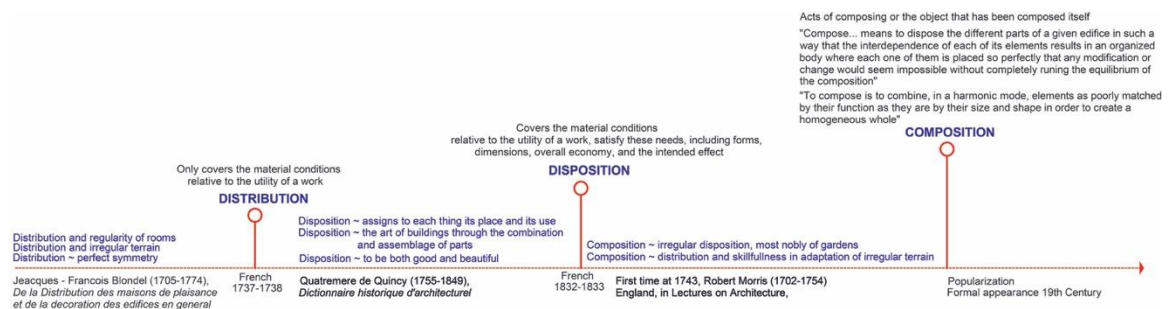 Acts of composing or the object that has been composed itself
"Compose... means to dispose the different parts of a given edifice in such a
way that the interdependence of each of its elements results in an organized
body where each one of them is placed so perfectly that any modification or
change would seem impossible without completely runing the equilibrium of
the composition"
"To compose is to combine, in a harmonic mode, elements as poorly matched
by their function as they are by their size and shape in order to create a
homogeneous whole"
COMPOSITION
Covers the material conditions
relative to the utility of a work, satisfy these needs, including forms,
dimensions, overall economy, and the intended effect
DISPOSITION
Only covers the material conditions
relative to the utility of a work
DISTRIBUTION
Distribution and regularity of rooms
Distribution and irregular terrain
Distribution ~ perfect symmetry
Disposition ~ assigns to each thing its place and its use
Disposition ~ the art of buildings through the combination
and assemblage of parts
Disposition ~ to be both good and beautiful
Composition ~ irregular disposition, most nobly of gardens
Composition ~ distribution and skillfullness in adaptation of irregular terrain
Jeacques - Francois Blondel (1705-1774),
De la Distribution des maisons de plaisance
et de la decoration des edifices en general
French
1737-1738
Quatremere de Quincy (1755-1849),
Dictionnaire historique d'architecturel
French
1832-1833
First time at 1743, Robert Morris (1702-1754)
England, in Lectures on Architecture,
Popularization
Formal appearance 19th Century